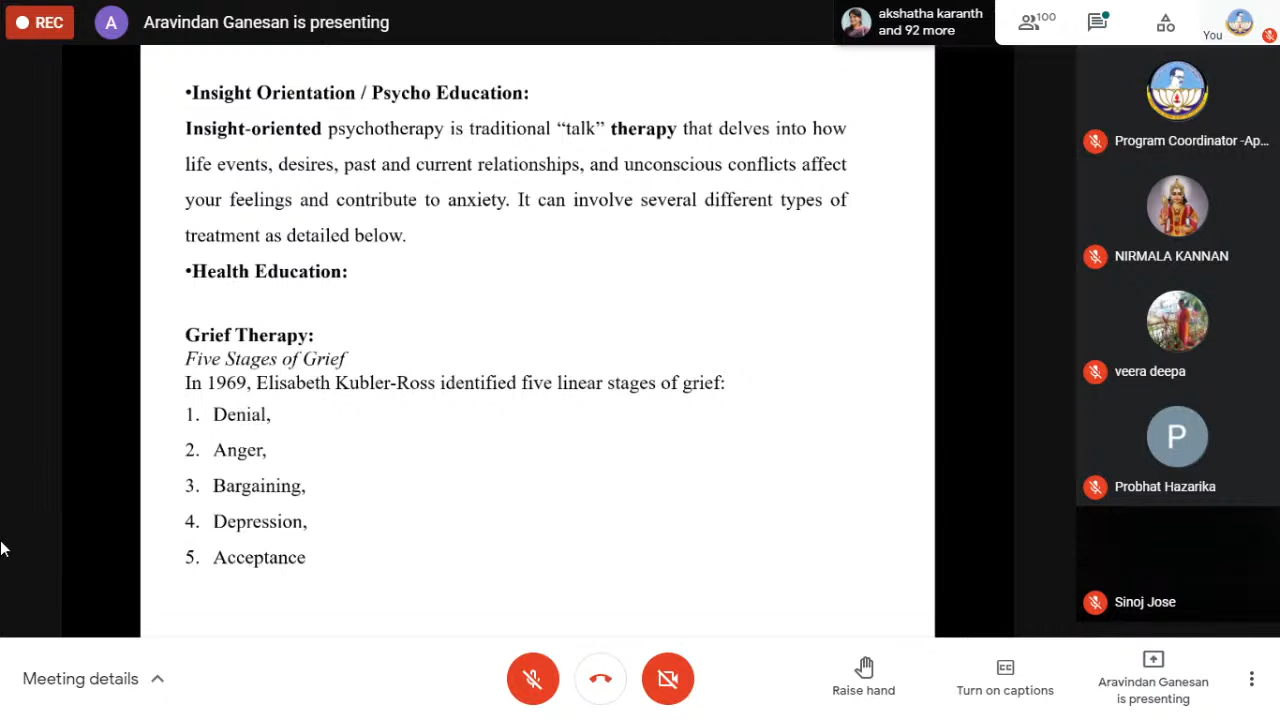 REC
A
Aravindan Ganesan is presenting
akshatha karanth
and 92 more
100
You
•Insight Orientation / Psycho Education:
Insight-oriented psychotherapy is traditional “talk” therapy that delves into how
life events, desires, past and current relationships, and unconscious conflicts affect
your feelings and contribute to anxiety. It can involve several different types of
treatment as detailed below.
•Health Education:
Grief Therapy:
Five Stages of Grief
In 1969, Elisabeth Kubler-Ross identified five linear stages of grief:
1. Denial,
2. Anger,
3. Bargaining,
4. Depression,
5. Acceptance
Program Coordinator -Ap...
NIRMALA KANNAN
veera deepa
P
Probhat Hazarika
Sinoj Jose
Meeting details
Raise hand
CC
Turn on captions
Aravindan Ganesan
is presenting